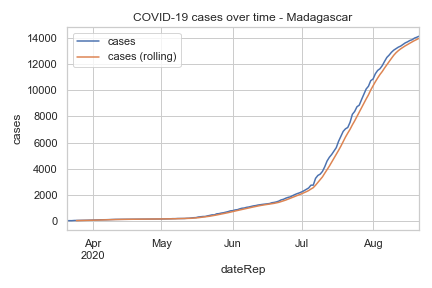 COVID-19 cases over time - Madagascar
cases
cases (rolling)
14000
12000
10000
8000
6000
4000
2000
0
cases
Apr May Jun Jul Aug
2020
dateRep